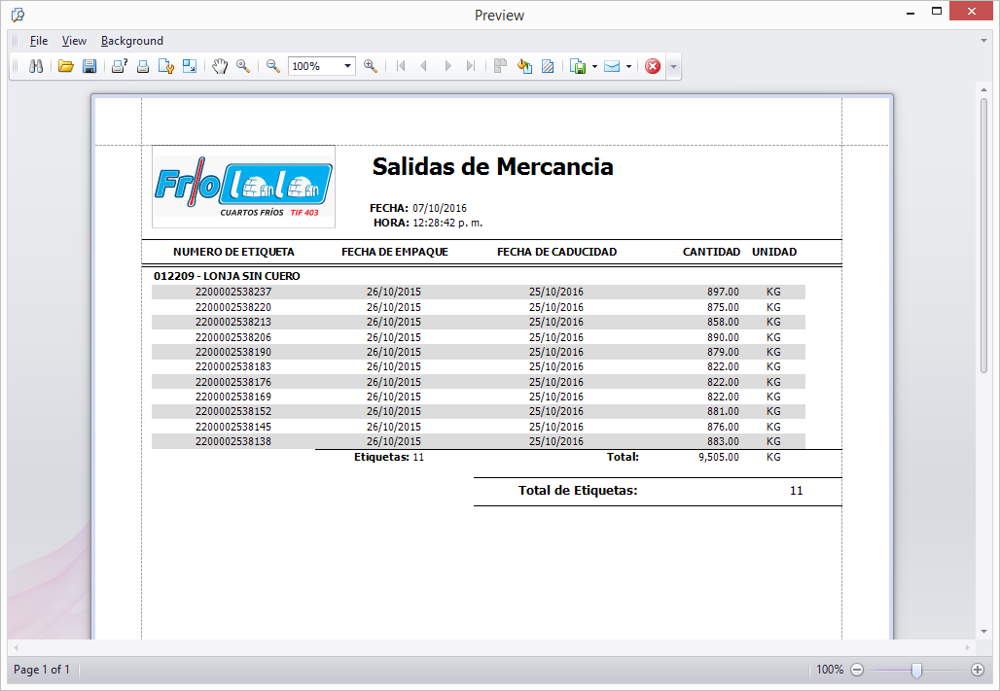 Preview
File View Background
100%
Friolala
CUARTOS FRÍOS TIF 403
Salidas de Mercancia
FECHA: 07/10/2016
HORA: 12:28:42 p. m.
NUMERO DE ETIQUETA FECHA DE EMPAQUE FECHA DE CADUCIDAD CANTIDAD UNIDAD
012209 - LONJA SIN CUERO
2200002538237 26/10/2015 25/10/2016 897.00 KG
2200002538220 26/10/2015 25/10/2016 875.00 KG
2200002538213 26/10/2015 25/10/2016 858.00 KG
2200002538206 26/10/2015 25/10/2016 890.00 KG
2200002538190 26/10/2015 25/10/2016 879.00 KG
2200002538183 26/10/2015 25/10/2016 822.00 KG
2200002538176 26/10/2015 25/10/2016 822.00 KG
2200002538169 26/10/2015 25/10/2016 822.00 KG
2200002538152 26/10/2015 25/10/2016 881.00 KG
2200002538145 26/10/2015 25/10/2016 876.00 KG
2200002538138 26/10/2015 25/10/2016 883.00 KG
Etiquetas: 11 Total: 9,505.00 KG
Total de Etiquetas: 11
Page 1 of 1 100%